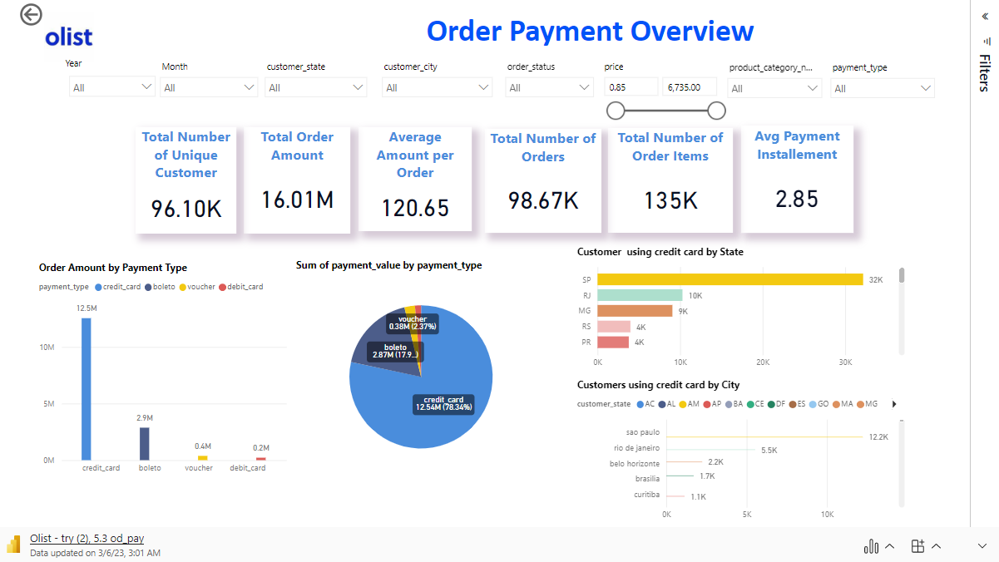 olist
Order Payment Overview
Year
Month
customer_state
customer_city
order_status
price
product_category_n...
payment_type
All
All
All
All
All
0.85
6,735.00
All
All
Filters
Total Number
of Unique
Customer
96.10K
Total Order
Amount
16.01M
Average
Amount per
Order
120.65
Total Number of
Orders
98.67K
Total Number of
Order Items
135K
Avg Payment
Installement
2.85
Order Amount by Payment Type
payment_type credit_card boleto voucher debit_card
12.5M
10M
5M
0M
2.9M
0.4M
0.2M
credit_card
boleto
voucher
debit_card
Sum of payment_value by payment_type
voucher
0.38M (2.37%)
boleto
2.87M (17.9...)
credit_card
12.54M (78.34%)
Customer using credit card by State
SP 32K
RJ 10K
MG 9K
RS 4K
PR 4K
0K 10K 20K 30K
Customers using credit card by City
customer_state AC AL AM AP BA CE DF ES GO MA MG
sao paulo 12.2K
rio de janeiro 5.5K
belo horizonte 2.2K
brasilia 1.7K
curitiba 1.1K
0K 5K 10K
Olist - try (2), 5.3 od_pay
Data updated on 3/6/23, 3:01 AM